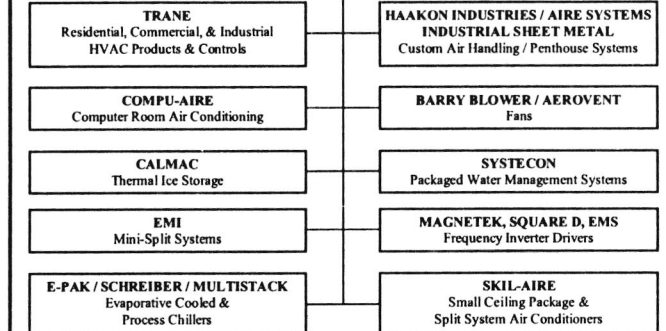 TRANE
Residential, Commercial, & Industrial
HVAC Products & Controls
HAAKON INDUSTRIES / AIRE SYSTEMS
INDUSTRIAL SHEET METAL
Custom Air Handling / Penthouse Systems
COMPU-AIRE
Computer Room Air Conditioning
BARRY BLOWER / AEROVENT
Fans
CALMAC
Thermal Ice Storage
SYSTECON
Packaged Water Management Systems
EMI
Mini-Split Systems
MAGNETEK, SQUARE D, EMS
Frequency Inverter Drivers
E-PAK / SCHREIBER / MULTISTACK
Evaporative Cooled &
Process Chillers
SKIL-AIRE
Small Ceiling Package &
Split System Air Conditioners